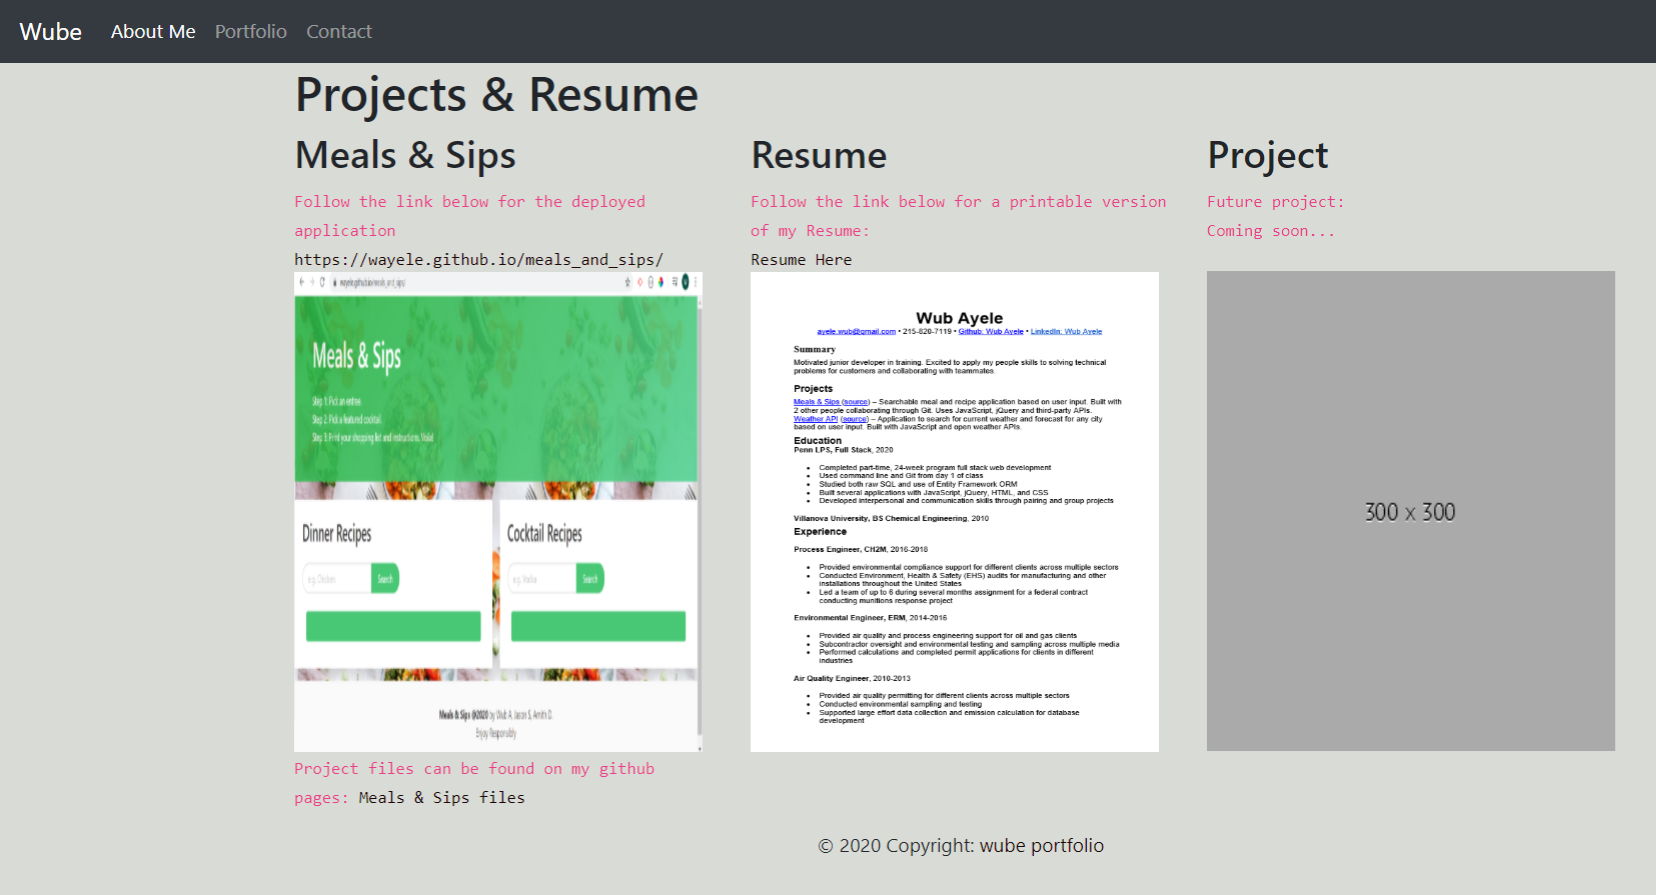 Wube About Me Portfolio Contact
Projects & Resume
Meals & Sips
Follow the link below for the deployed
application
https://wayele.github.io/meals_and_sips/
wayele.github.io/meals_and_sips/
Meals & Sips
Step 1: Pick an entree.
Step 2: Pick a featured cocktail.
Step 3: Print your shopping list and instructions. Voila!
Dinner Recipes
e.g. Chicken
Search
Cocktail Recipes
e.g. Vodka
Search
Meals & Sips @2020 by Wub A, Jason S, Amith D.
Enjoy Responsibly
Project files can be found on my github
pages: Meals & Sips files
Resume
Follow the link below for a printable version
of my Resume:
Resume Here
Wub Ayele
ayele.wub@gmail.com • 215-820-7119 • Github: Wub Ayele • LinkedIn: Wub Ayele
Summary
Motivated junior developer in training. Excited to apply my people skills to solving technical
problems for customers and collaborating with teammates.
Projects
Meals & Sips (source) – Searchable meal and recipe application based on user input. Built with
2 other people collaborating through Git. Uses JavaScript, jQuery and third-party APIs.
Weather API (source) – Application to search for current weather and forecast for any city
based on user input. Built with JavaScript and open weather APIs.
Education
Penn LPS, Full Stack, 2020
• Completed part-time, 24-week program full stack web development
• Used command line and Git from day 1 of class
• Studied both raw SQL and use of Entity Framework ORM
• Built several applications with JavaScript, jQuery, HTML, and CSS
• Developed interpersonal and communication skills through pairing and group projects
Villanova University, BS Chemical Engineering, 2010
Experience
Process Engineer, CH2M, 2016-2018
• Provided environmental compliance support for different clients across multiple sectors
• Conducted Environment, Health & Safety (EHS) audits for manufacturing and other
installations throughout the United States
• Led a team of up to 6 during several months assignment for a federal contract
conducting munitions response project
Environmental Engineer, ERM, 2014-2016
• Provided air quality and process engineering support for oil and gas clients
• Subcontractor oversight and environmental testing and sampling across multiple media
• Performed calculations and completed permit applications for clients in different
industries
Air Quality Engineer, 2010-2013
• Provided air quality permitting for different clients across multiple sectors
• Conducted environmental sampling and testing
• Supported large effort data collection and emission calculation for database
development
Project
Future project:
Coming soon...
300 x 300
© 2020 Copyright: wube portfolio